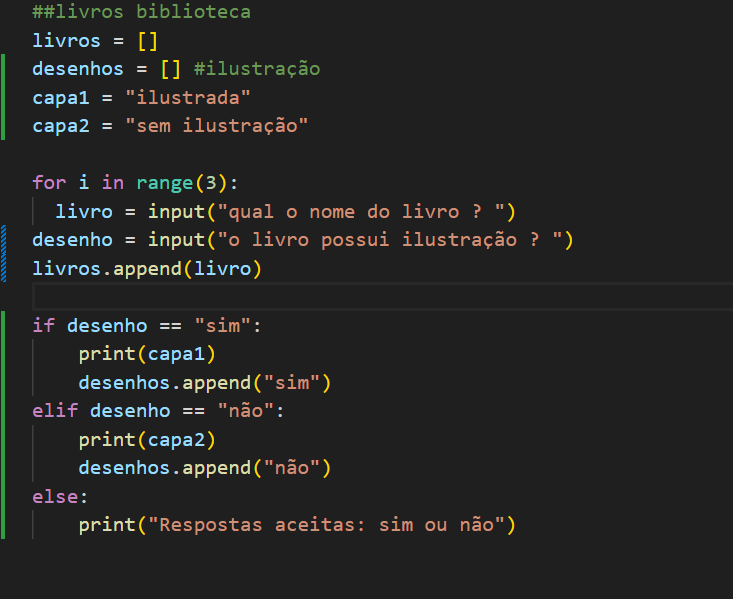 ##livros biblioteca
livros = []
desenhos = [] #ilustração
capa1 = "ilustrada"
capa2 = "sem ilustração"
for i in range(3):
  livro = input("qual o nome do livro ? ")
desenho = input("o livro possui ilustração ? ")
livros.append(livro)
if desenho == "sim":
    print(capa1)
    desenhos.append("sim")
elif desenho == "não":
    print(capa2)
    desenhos.append("não")
else:
    print("Respostas aceitas: sim ou não")